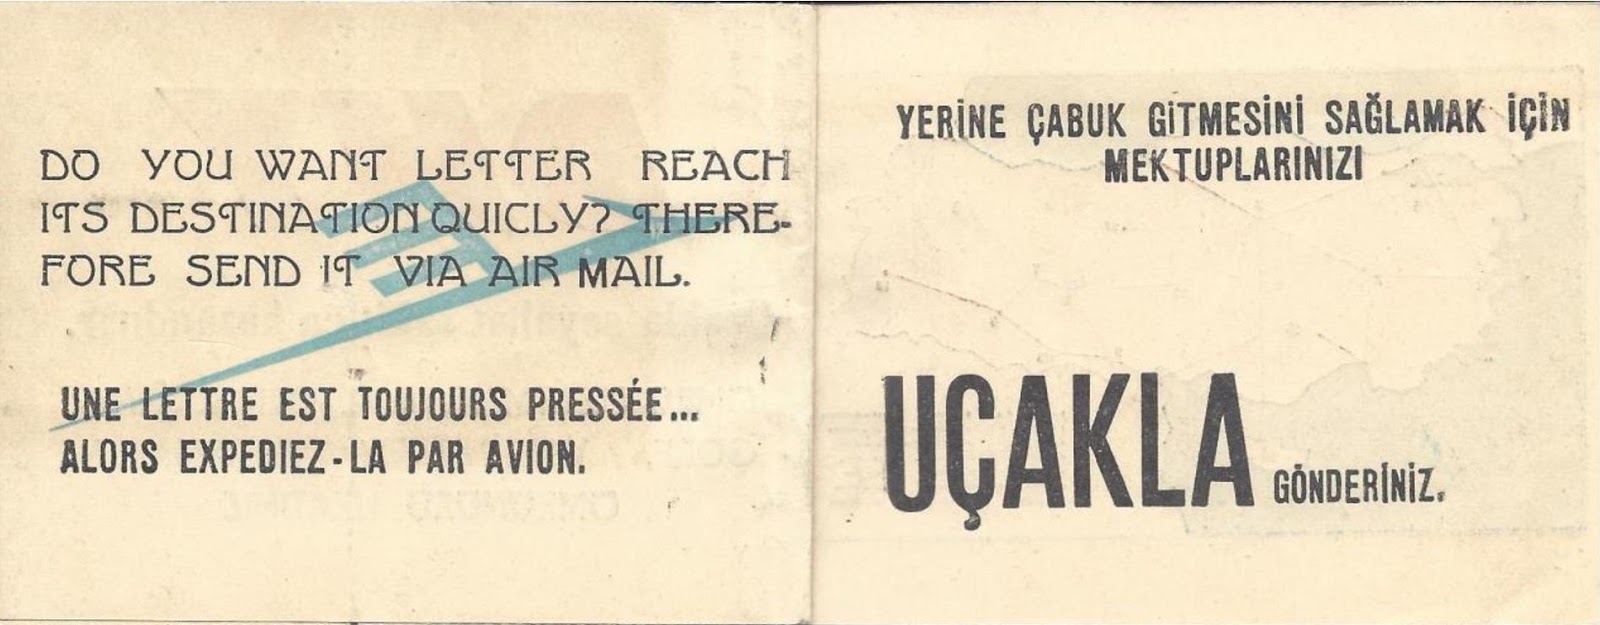 DO YOU WANT LETTER REACH
ITS DESTINATION QUICLY? THERE-
FORE SEND IT VIA AIR MAIL.
UNE LETTRE EST TOUJOURS PRESSÉE...
ALORS EXPEDIEZ-LA PAR AVION.
YERİNE ÇABUK GİTMESİNİ SAĞLAMAK İÇİN
MEKTUPLARINIZI
UÇAKLA GÖNDERİNİZ.